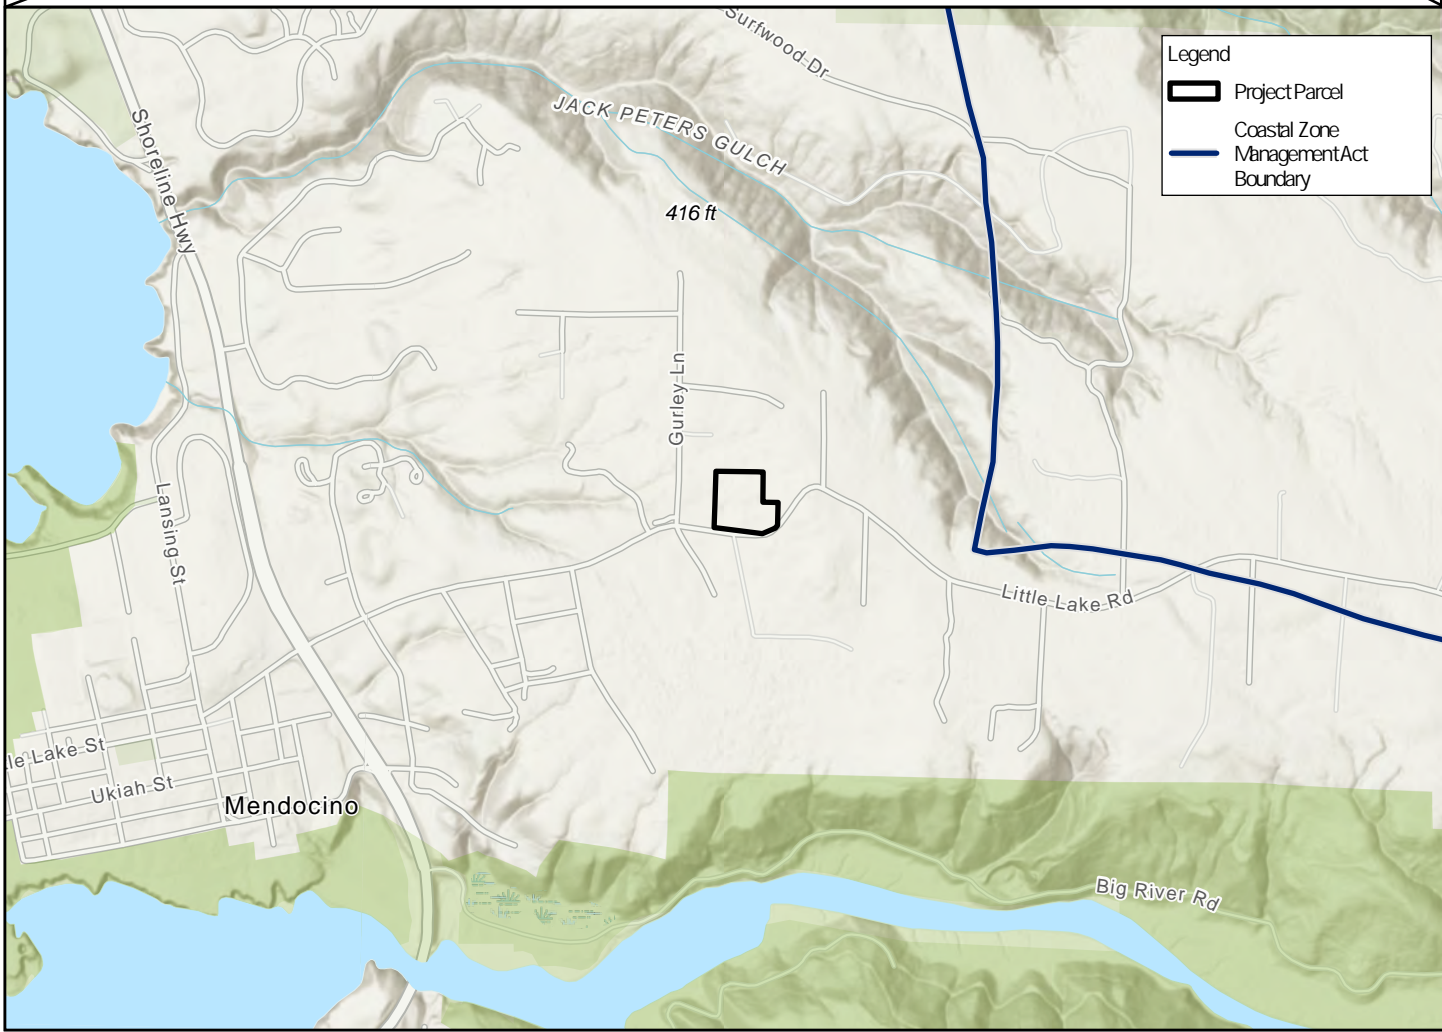 Surfwood Dr
Legend
Project Parcel
Coastal Zone
Management Act
Boundary
Shoreline Hwy
JACK PETERS GULCH
416 ft
Gurley Ln
Lansing St
Little Lake Rd
le Lake St
Ukiah St
Mendocino
Big River Rd